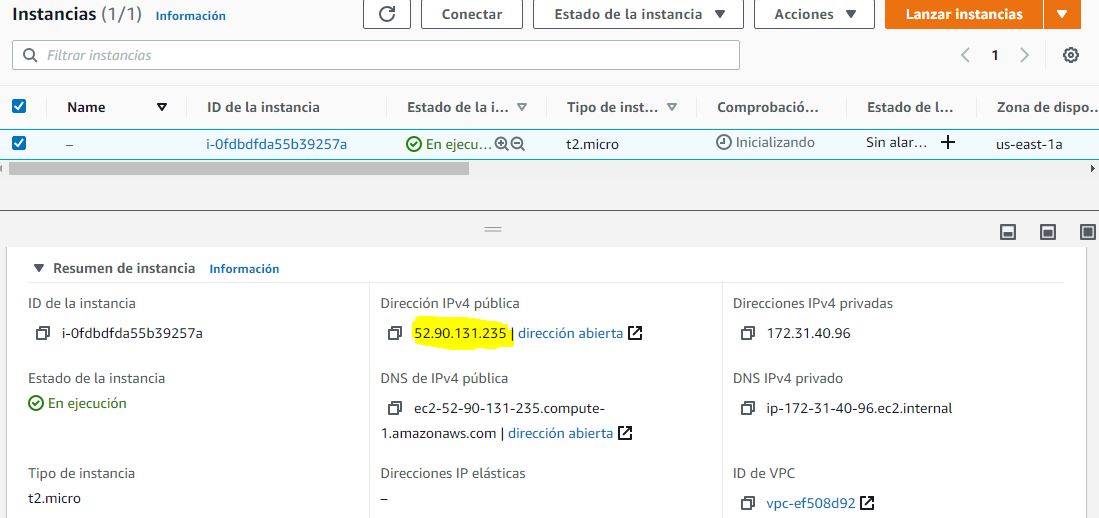 Instancias (1/1) Información Conectar Estado de la instancia Acciones Lanzar instancias
Filtrar instancias 1
Name ID de la instancia Estado de la i... Tipo de inst... Comprobació... Estado de l... Zona de dispo..
– i-0fdbdfda55b39257a En ejecu... t2.micro Inicializando Sin alar... us-east-1a
Resumen de instancia Información
ID de la instancia Dirección IPv4 pública Direcciones IPv4 privadas
i-0fdbdfda55b39257a 52.90.131.235 | dirección abierta 172.31.40.96
Estado de la instancia DNS de IPv4 pública DNS IPv4 privado
En ejecución ec2-52-90-131-235.compute- ip-172-31-40-96.ec2.internal
1.amazonaws.com | dirección abierta
Tipo de instancia Direcciones IP elásticas ID de VPC
t2.micro – vpc-ef508d92